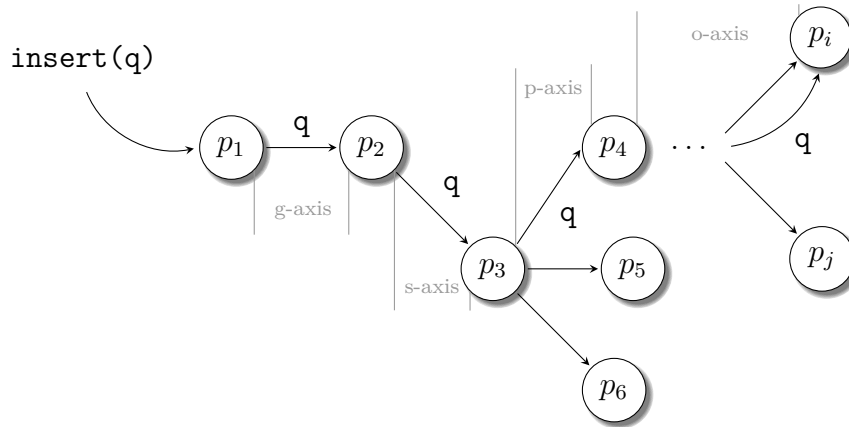 o-axis
p_i
insert(q)
p-axis
p_1
q
p_2
p_4
...
q
q
q
g-axis
p_3
p_5
p_j
s-axis
p_6